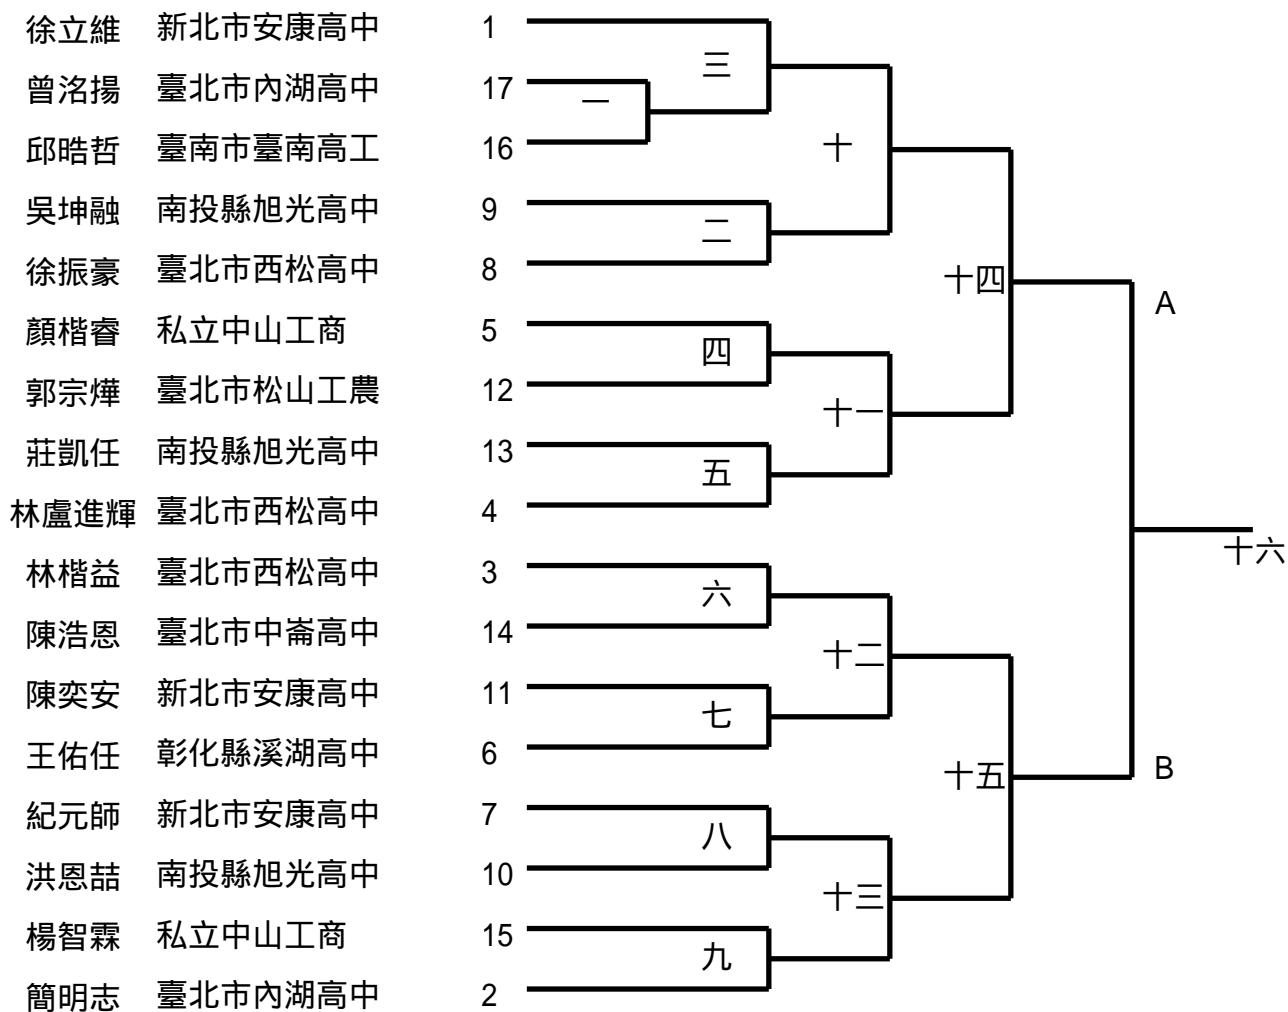 徐立維 新北市安康高中 1
三
曾洺揚 臺北市內湖高中 17
一
邱晧哲 臺南市臺南高工 16
十
吳坤融 南投縣旭光高中 9
二
徐振豪 臺北市西松高中 8
十四
A
顏楷睿 私立中山工商 5
四
郭宗燁 臺北市松山工農 12
十一
莊凱任 南投縣旭光高中 13
五
林盧進輝 臺北市西松高中 4
十六
林楷益 臺北市西松高中 3
六
陳浩恩 臺北市中崙高中 14
十二
陳奕安 新北市安康高中 11
七
王佑任 彰化縣溪湖高中 6
十五
B
紀元師 新北市安康高中 7
八
洪恩喆 南投縣旭光高中 10
十三
楊智霖 私立中山工商 15
九
簡明志 臺北市內湖高中 2